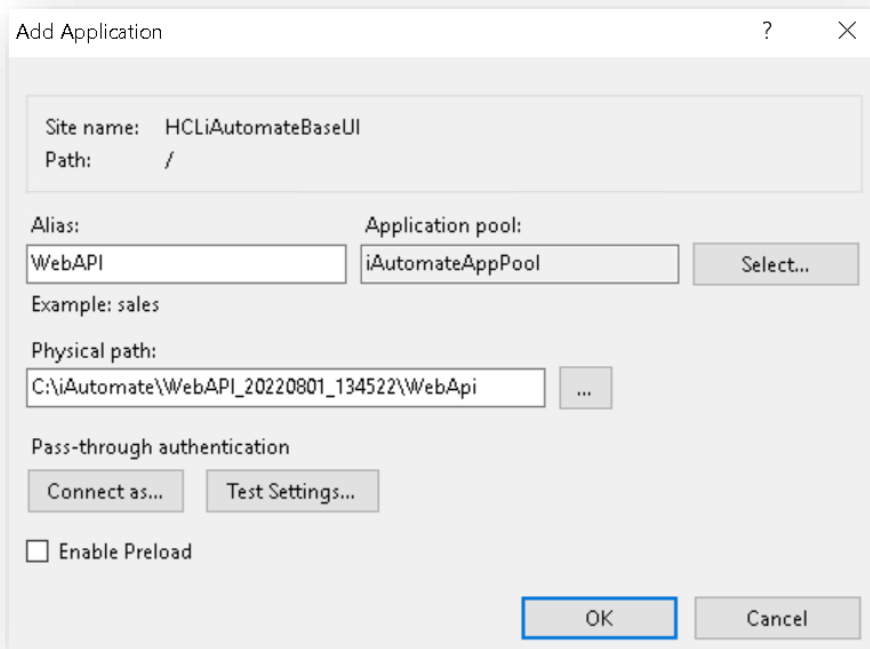 Add Application ?
Site name: HCLiAutomateBaseUI
Path: /
Alias: Application pool:
WebAPI iAutomateAppPool Select...
Example: sales
Physical path:
C:\iAutomate\WebAPI_20220801_134522\WebApi ...
Pass-through authentication
Connect as... Test Settings...
Enable Preload
OK Cancel